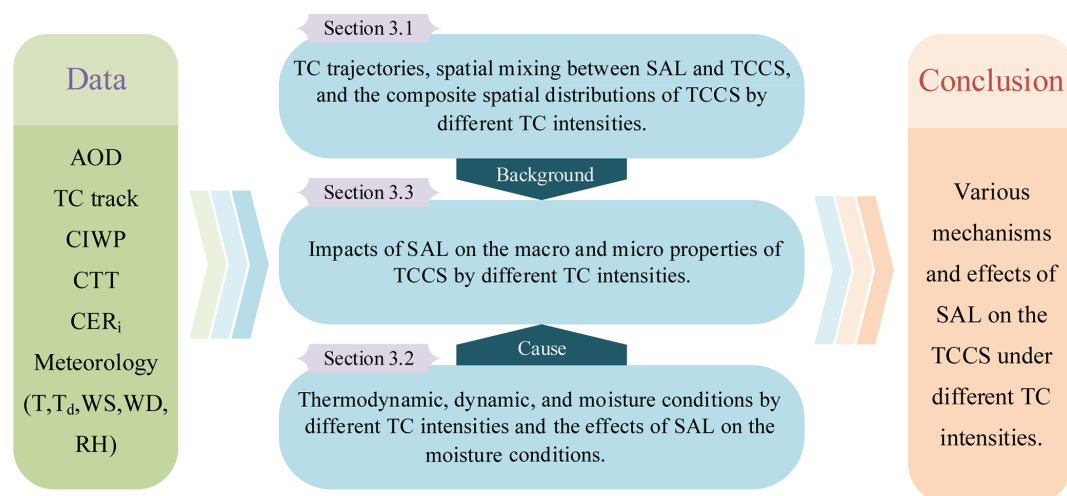 Data
AOD
TC track
CIWP
CTT
CERᵢ
Meteorology
(T,T_d,WS,WD,
RH)
Section 3.1
TC trajectories, spatial mixing between SAL and TCCS,
and the composite spatial distributions of TCCS by
different TC intensities.
Background
Section 3.3
Impacts of SAL on the macro and micro properties of
TCCS by different TC intensities.
Cause
Section 3.2
Thermodynamic, dynamic, and moisture conditions by
different TC intensities and the effects of SAL on the
moisture conditions.
Conclusion
Various
mechanisms
and effects of
SAL on the
TCCS under
different TC
intensities.